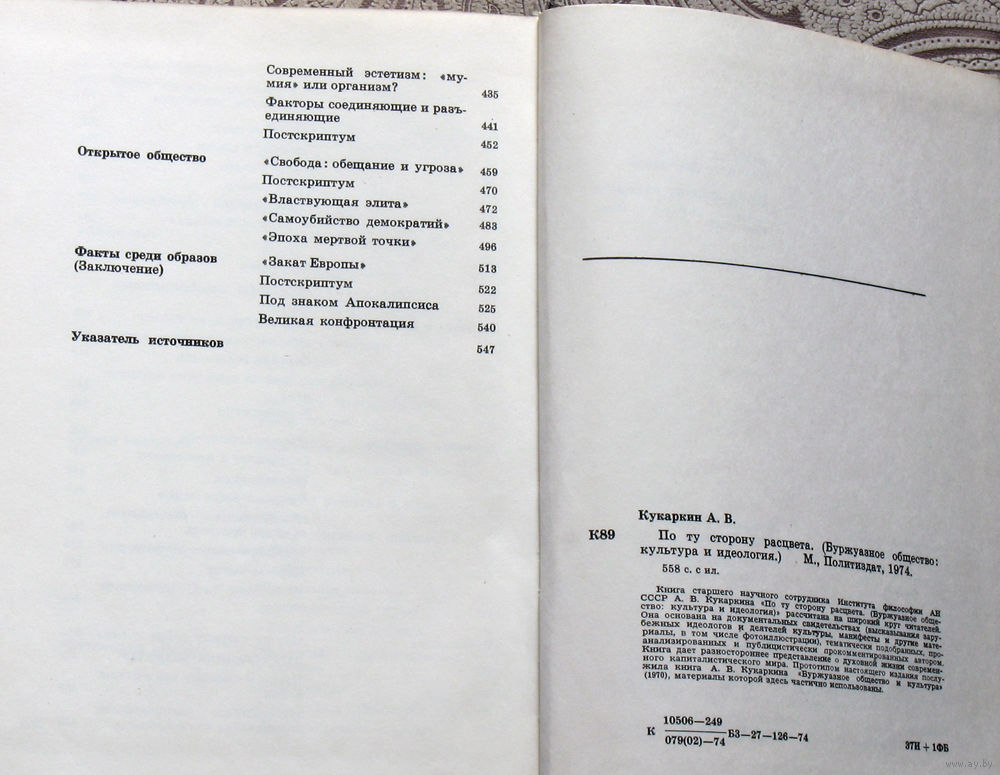 Современный эстетизм: «му-
мия» или организм? 435
Факторы соединяющие и разъ-
единяющие 441
Постскриптум 452
Открытое общество
«Свобода: обещание и угроза» 459
Постскриптум 470
«Властвующая элита» 472
«Самоубийство демократий» 483
«Эпоха мертвой точки» 496
Факты среди образов
(Заключение)
«Закат Европы» 513
Постскриптум 522
Под знаком Апокалипсиса 525
Великая конфронтация 540
Указатель источников 547
Кукаркин А. В.
К89 По ту сторону расцвета. (Буржуазное общество:
культура и идеология.) М., Политиздат, 1974.
558 с. с ил.
Книга старшего научного сотрудника Института философии АН
СССР А. В. Кукаркина «По ту сторону расцвета. (Буржуазное обще-
ство: культура и идеология)» рассчитана на широкий круг читателей.
Она основана на документальных свидетельствах (высказывания зару-
бежных идеологов и деятелей культуры, манифесты и другие мате-
риалы, в том числе фотоиллюстрации), тематически подобранных, про-
анализированных и публицистически прокомментированных автором.
Книга дает разностороннее представление о духовной жизни современ-
ного капиталистического мира. Прототипом настоящего издания послу-
жила книга А. В. Кукаркина «Буржуазное общество и культура»
(1970), материалы которой здесь частично использованы.
К 10506—249
079(02)—74 БЗ—27—126—74
37И + 1ФБ
www.ay.by